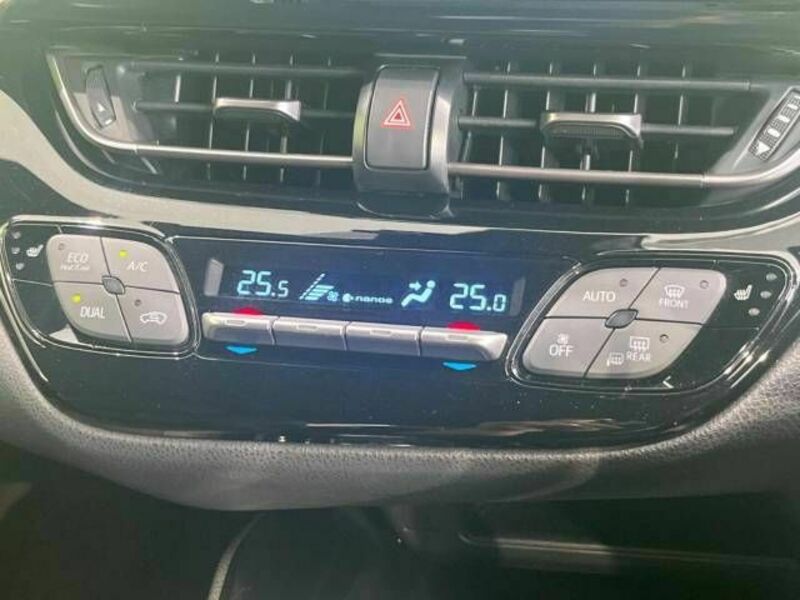 ECO
Heat/Cool
A/C
DUAL
25.5
nanoe
25.0
AUTO
FRONT
OFF
REAR